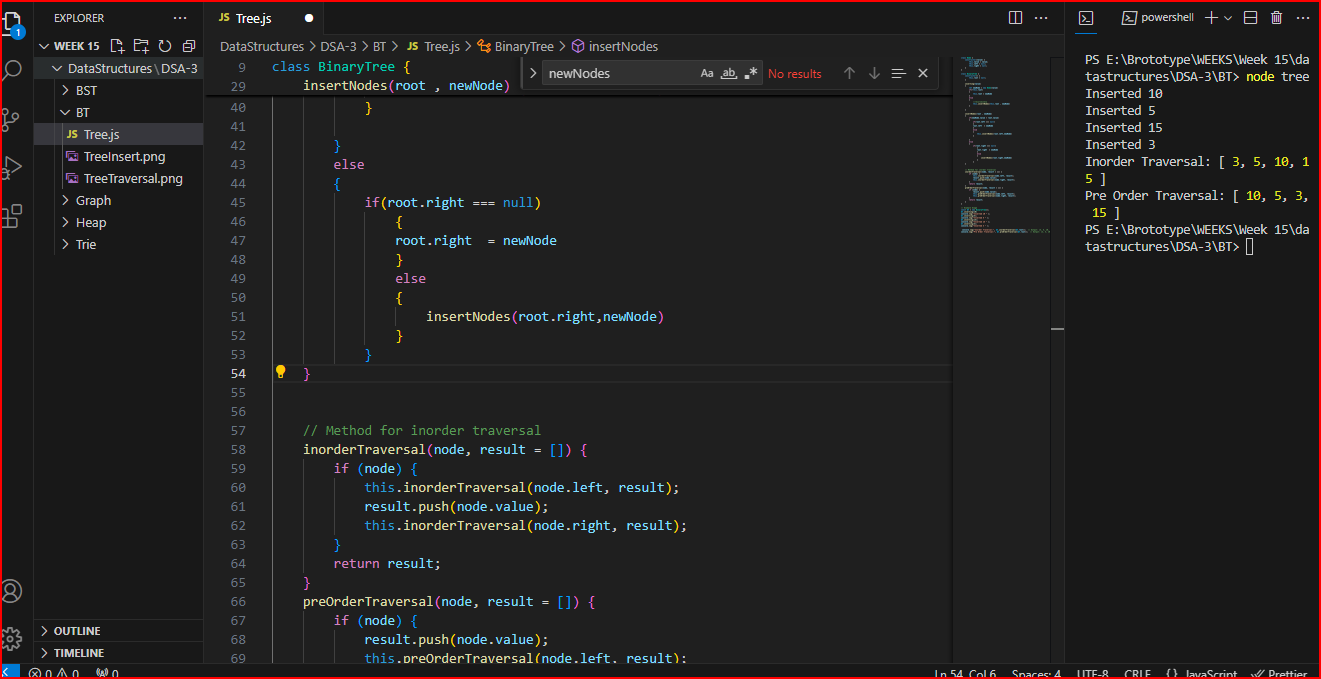 1
EXPLORER
...
WEEK 15
DataStructures \ DSA-3
BST
BT
JS Tree.js
TreeInsert.png
TreeTraversal.png
Graph
Heap
Trie
OUTLINE
TIMELINE
JS Tree.js
...
DataStructures > DSA-3 > BT > JS Tree.js > BinaryTree > insertNodes
newNodes Aa ab .* No results
9 class BinaryTree {
29 insertNodes(root , newNode)
40 }
41
42 }
43 else
44 {
45 if(root.right === null)
46 {
47 root.right  = newNode
48 }
49 else
50 {
51 insertNodes(root.right,newNode)
52 }
53 }
54 }
55
56
57 // Method for inorder traversal
58 inorderTraversal(node, result = []) {
59 if (node) {
60 this.inorderTraversal(node.left, result);
61 result.push(node.value);
62 this.inorderTraversal(node.right, result);
63 }
64 return result;
65 }
66 preOrderTraversal(node, result = []) {
67 if (node) {
68 result.push(node.value);
69 this.preOrderTraversal(node.left, result);
powershell
...
PS E:\Brototype\WEEKS\Week 15\da
tastructures\DSA-3\BT> node tree
Inserted 10
Inserted 5
Inserted 15
Inserted 3
Inorder Traversal: [ 3, 5, 10, 1
5 ]
Pre Order Traversal: [ 10, 5, 3,
15 ]
PS E:\Brototype\WEEKS\Week 15\da
tastructures\DSA-3\BT>
0 0 0
Ln 54, Col 6 Spaces: 4 UTF-8 CRLF {} JavaScript Prettier